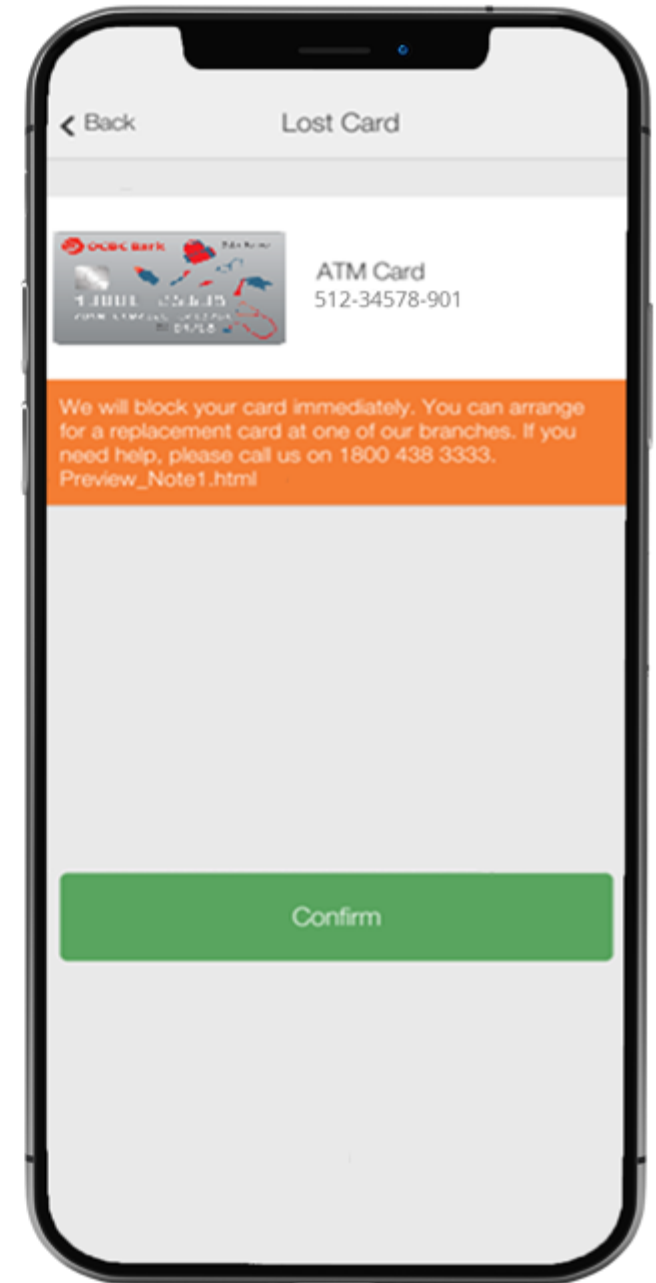 Back
Lost Card
OCBC Bank
ATM Card
512-34578-901
We will block your card immediately. You can arrange
for a replacement card at one of our branches. If you
need help, please call us on 1800 438 3333.
Preview_Note1.html
Confirm